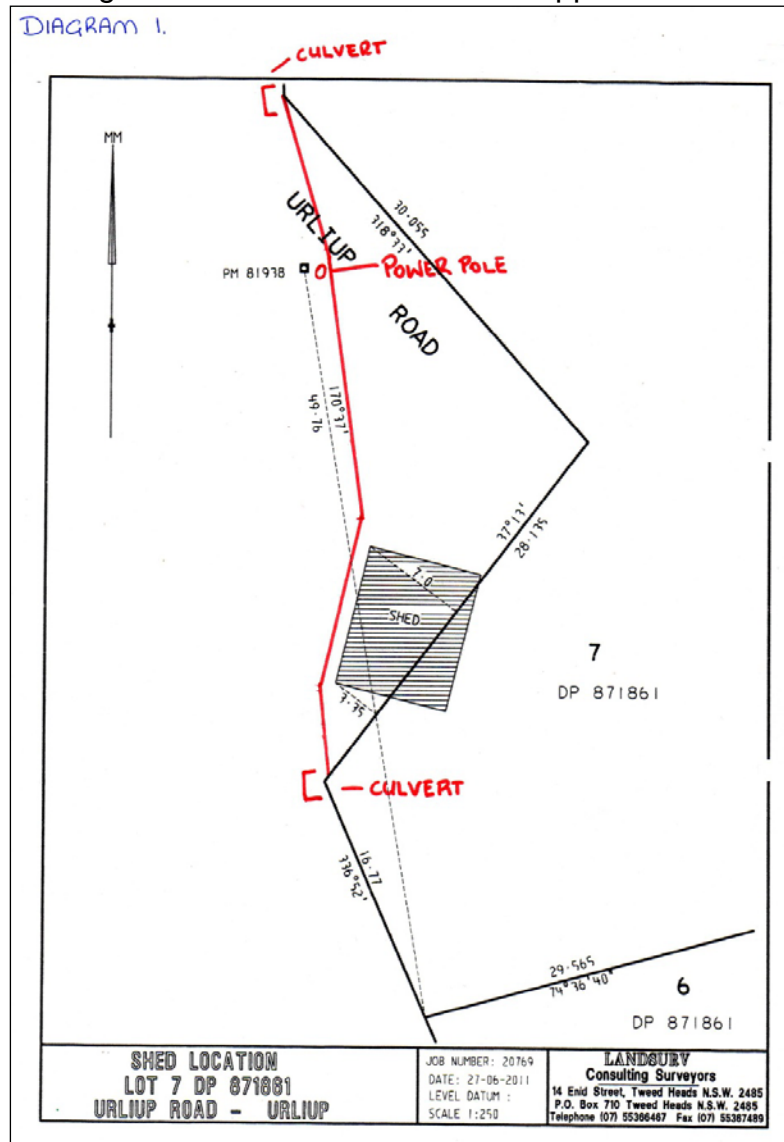 DIAGRAM 1.
CULVERT
MM
URLIUP
ROAD
30·055
318°33'
PM 81938
POWER POLE
170°37'
49·76
37°13'
28·135
7·0
SHED
3·35
7
DP 871861
CULVERT
16·77
336°52'
29·565
74°36'40"
6
DP 871861
SHED LOCATION
LOT 7 DP 871861
URLIUP ROAD - URLIUP
JOB NUMBER: 20769
DATE: 27-06-2011
LEVEL DATUM :
SCALE 1:250
LANDSURV
Consulting Surveyors
14 Enid Street, Tweed Heads N.S.W. 2485
P.O. Box 710 Tweed Heads N.S.W. 2485
Telephone (07) 55366467 Fax (07) 55367489